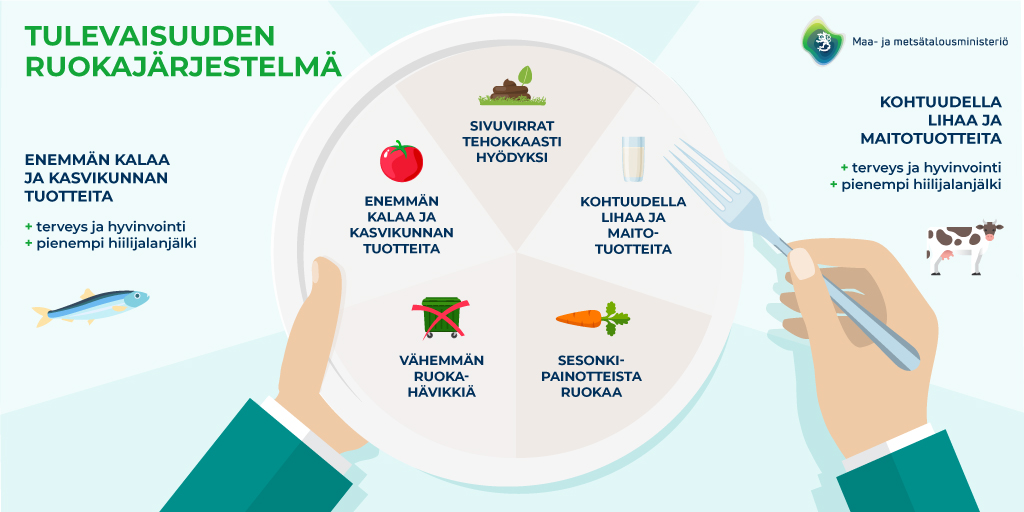 TULEVAISUUDEN
RUOKAJÄRJESTELMÄ
Maa- ja metsätalousministeriö
ENEMMÄN KALAA
JA KASVIKUNNAN
TUOTTEITA
+ terveys ja hyvinvointi
+ pienempi hiilijalanjälki
SIVUVIRRAT
TEHOKKAASTI
HYÖDYKSI
ENEMMÄN
KALAA JA
KASVIKUNNAN
TUOTTEITA
KOHTUUDELLA
LIHAA JA
MAITO-
TUOTTEITA
VÄHEMMÄN
RUOKA-
HÄVIKKIÄ
SESONKI-
PAINOTTEISTA
RUOKAA
KOHTUUDELLA
LIHAA JA
MAITOTUOTTEITA
+ terveys ja hyvinvointi
+ pienempi hiilijalanjälki